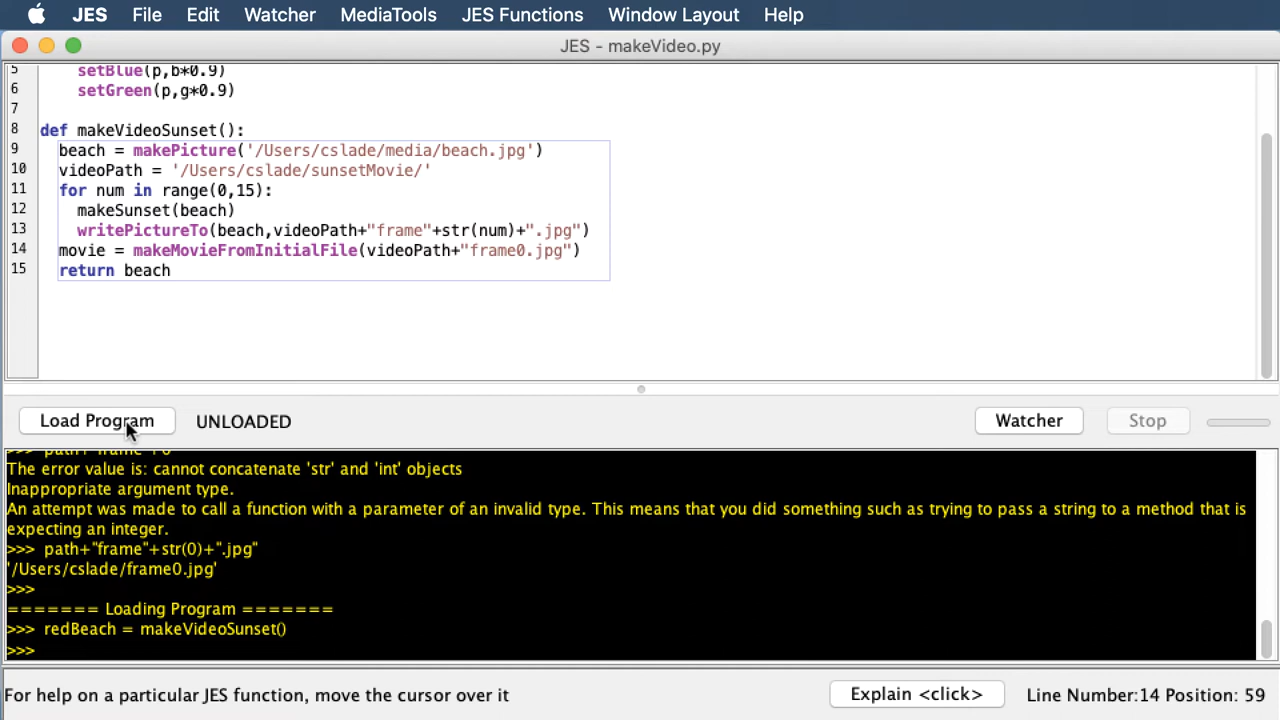 JES File Edit Watcher MediaTools JES Functions Window Layout Help
JES - makeVideo.py
5 setBlue(p,b*0.9)
6 setGreen(p,g*0.9)
7
8 def makeVideoSunset():
9 beach = makePicture('/Users/cslade/media/beach.jpg')
10 videoPath = '/Users/cslade/sunsetMovie/'
11 for num in range(0,15):
12 makeSunset(beach)
13 writePictureTo(beach,videoPath+"frame"+str(num)+".jpg")
14 movie = makeMovieFromInitialFile(videoPath+"frame0.jpg")
15 return beach
Load Program UNLOADED Watcher Stop
The error value is: cannot concatenate 'str' and 'int' objects
Inappropriate argument type.
An attempt was made to call a function with a parameter of an invalid type. This means that you did something such as trying to pass a string to a method that is
expecting an integer.
>>> path+"frame"+str(0)+".jpg"
'/Users/cslade/frame0.jpg'
>>>
======= Loading Program =======
>>> redBeach = makeVideoSunset()
>>>
For help on a particular JES function, move the cursor over it Explain <click> Line Number:14 Position: 59